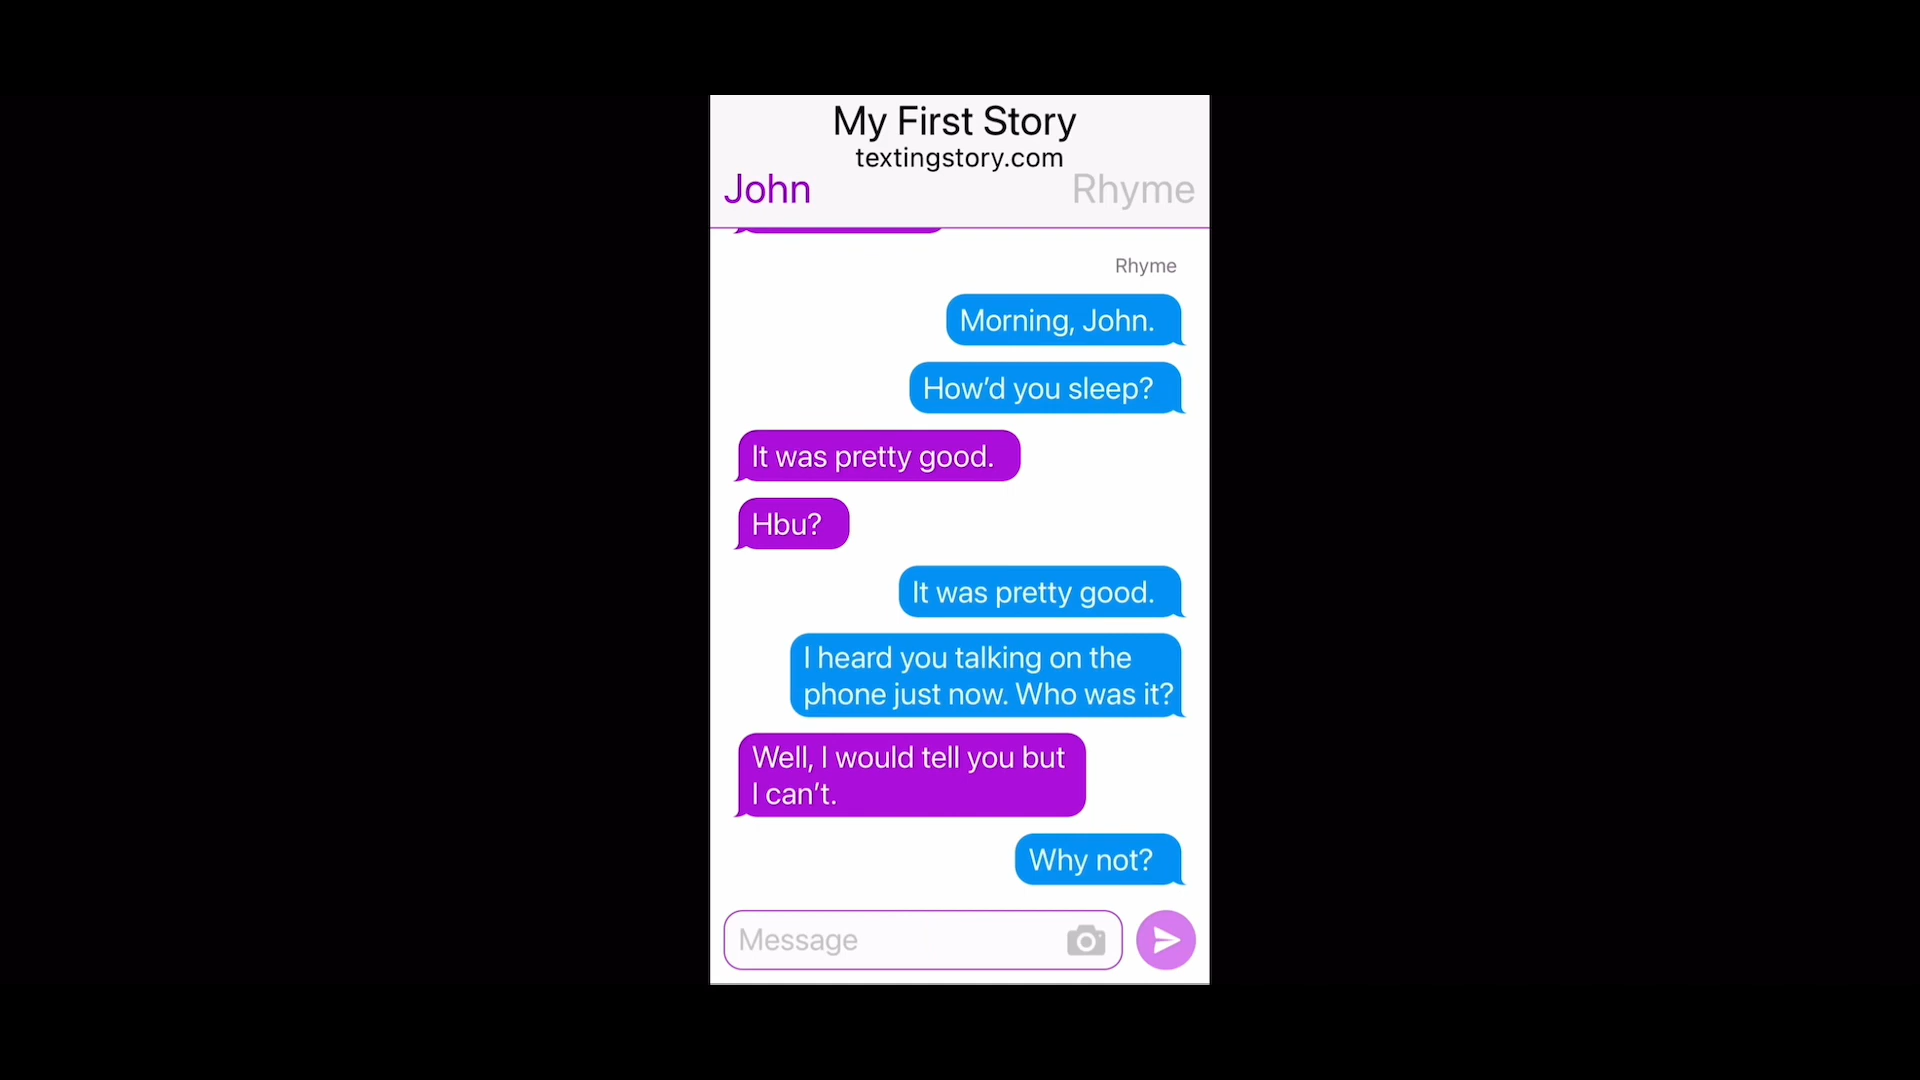 My First Story
textingstory.com
John
Rhyme
Rhyme
Morning, John.
How’d you sleep?
It was pretty good.
Hbu?
It was pretty good.
I heard you talking on the
phone just now. Who was it?
Well, I would tell you but
I can’t.
Why not?
Message